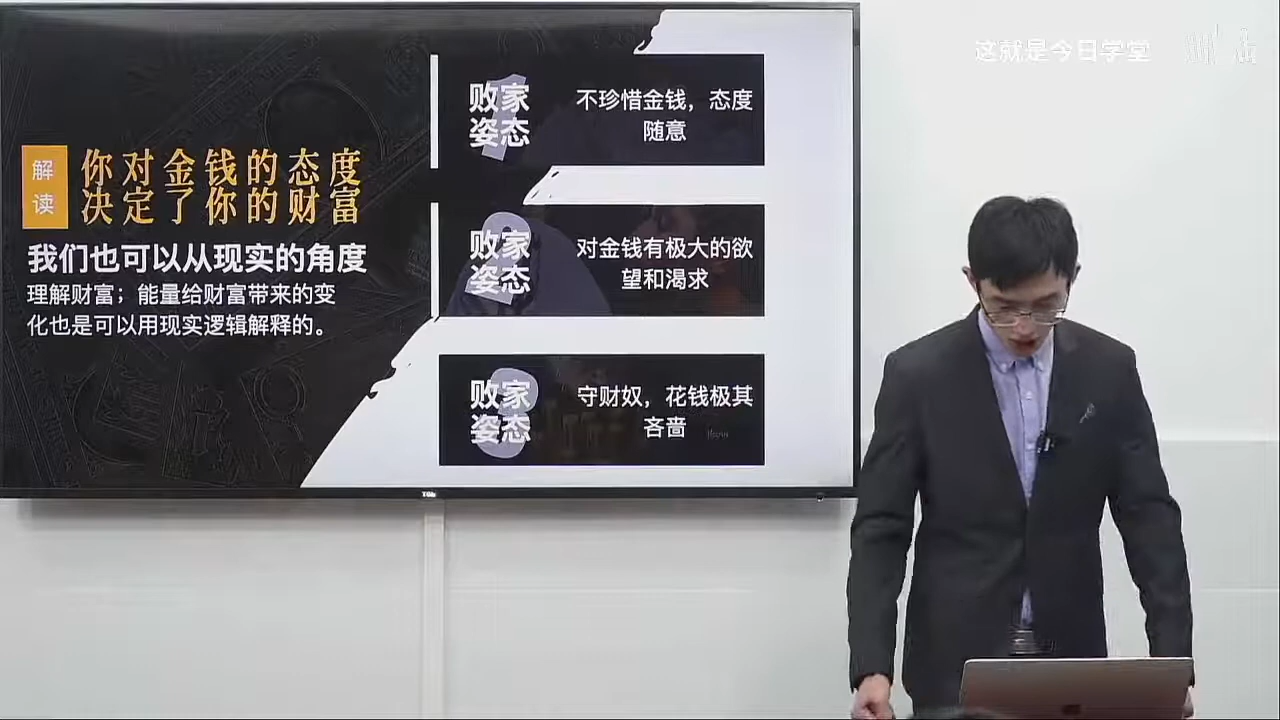 这就是今日学堂
解读
你对金钱的态度
决定了你的财富
我们也可以从现实的角度
理解财富；能量给财富带来的变
化也是可以用现实逻辑解释的。
1
败家
姿态
不珍惜金钱，态度
随意
2
败家
姿态
对金钱有极大的欲
望和渴求
3
败家
姿态
守财奴，花钱极其
吝啬